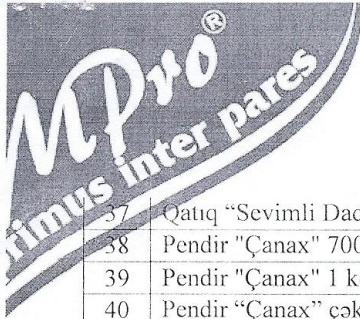 MPro®
primus inter pares
37 Qatıq “Sevimli Dad
38 Pendir "Çanax" 700
39 Pendir "Çanax" 1 k
40 Pendir “Çanax” çək